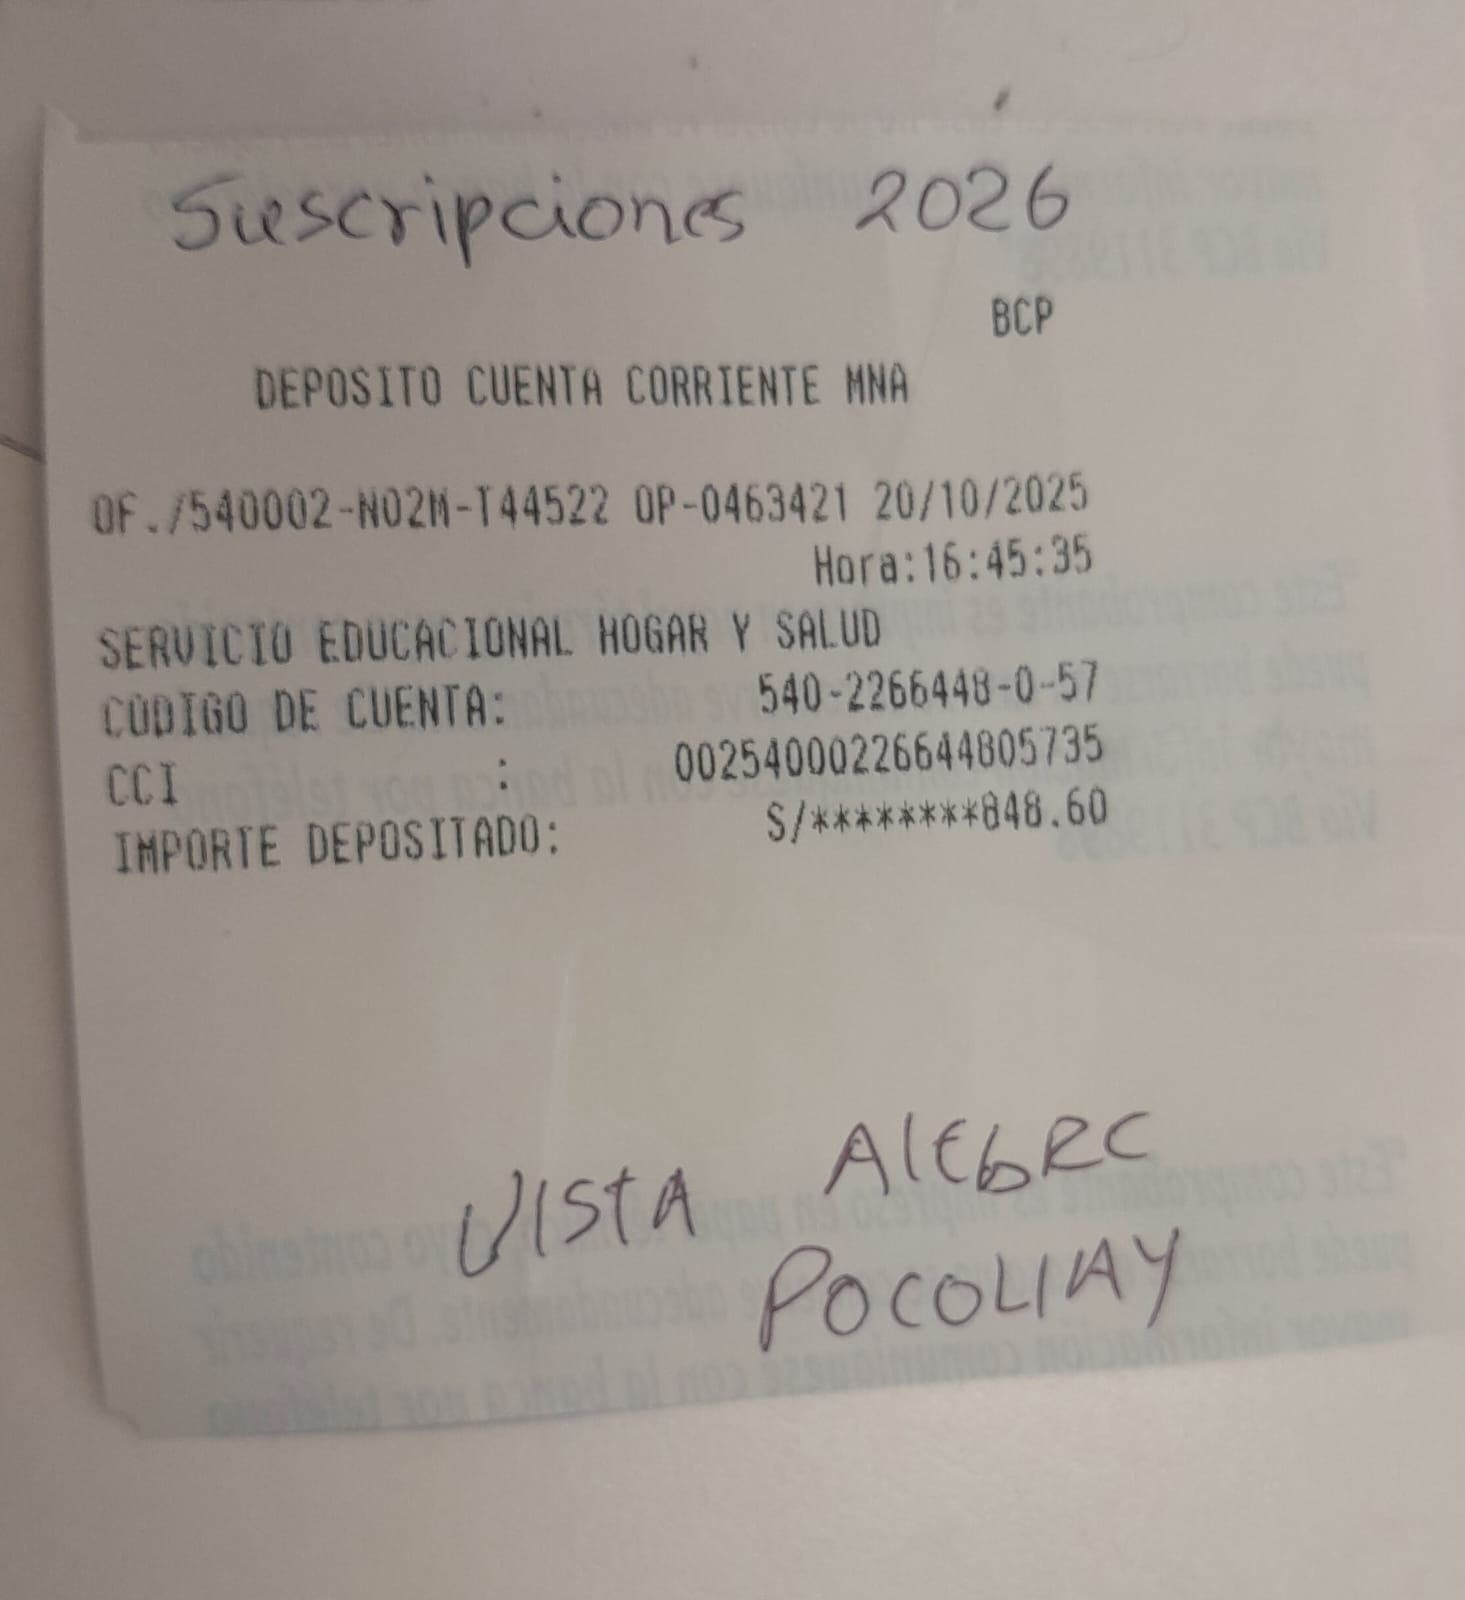 Suscripciones 2026
BCP
DEPOSITO CUENTA CORRIENTE MNA
OF./540002-N02M-T44522 OP-0463421 20/10/2025
Hora:16:45:35
SERVICIO EDUCACIONAL HOGAR Y SALUD
CODIGO DE CUENTA: 540-2266448-0-57
CCI : 00254000226644805735
IMPORTE DEPOSITADO: S/********848.60
VISTA ALEGRE
POCOLLAY